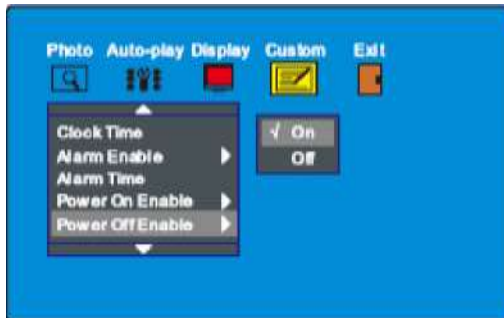 Photo Auto-play Display Custom Exit
Clock Time
Alarm Enable
Alarm Time
Power On Enable
Power Off Enable
√ On
Off